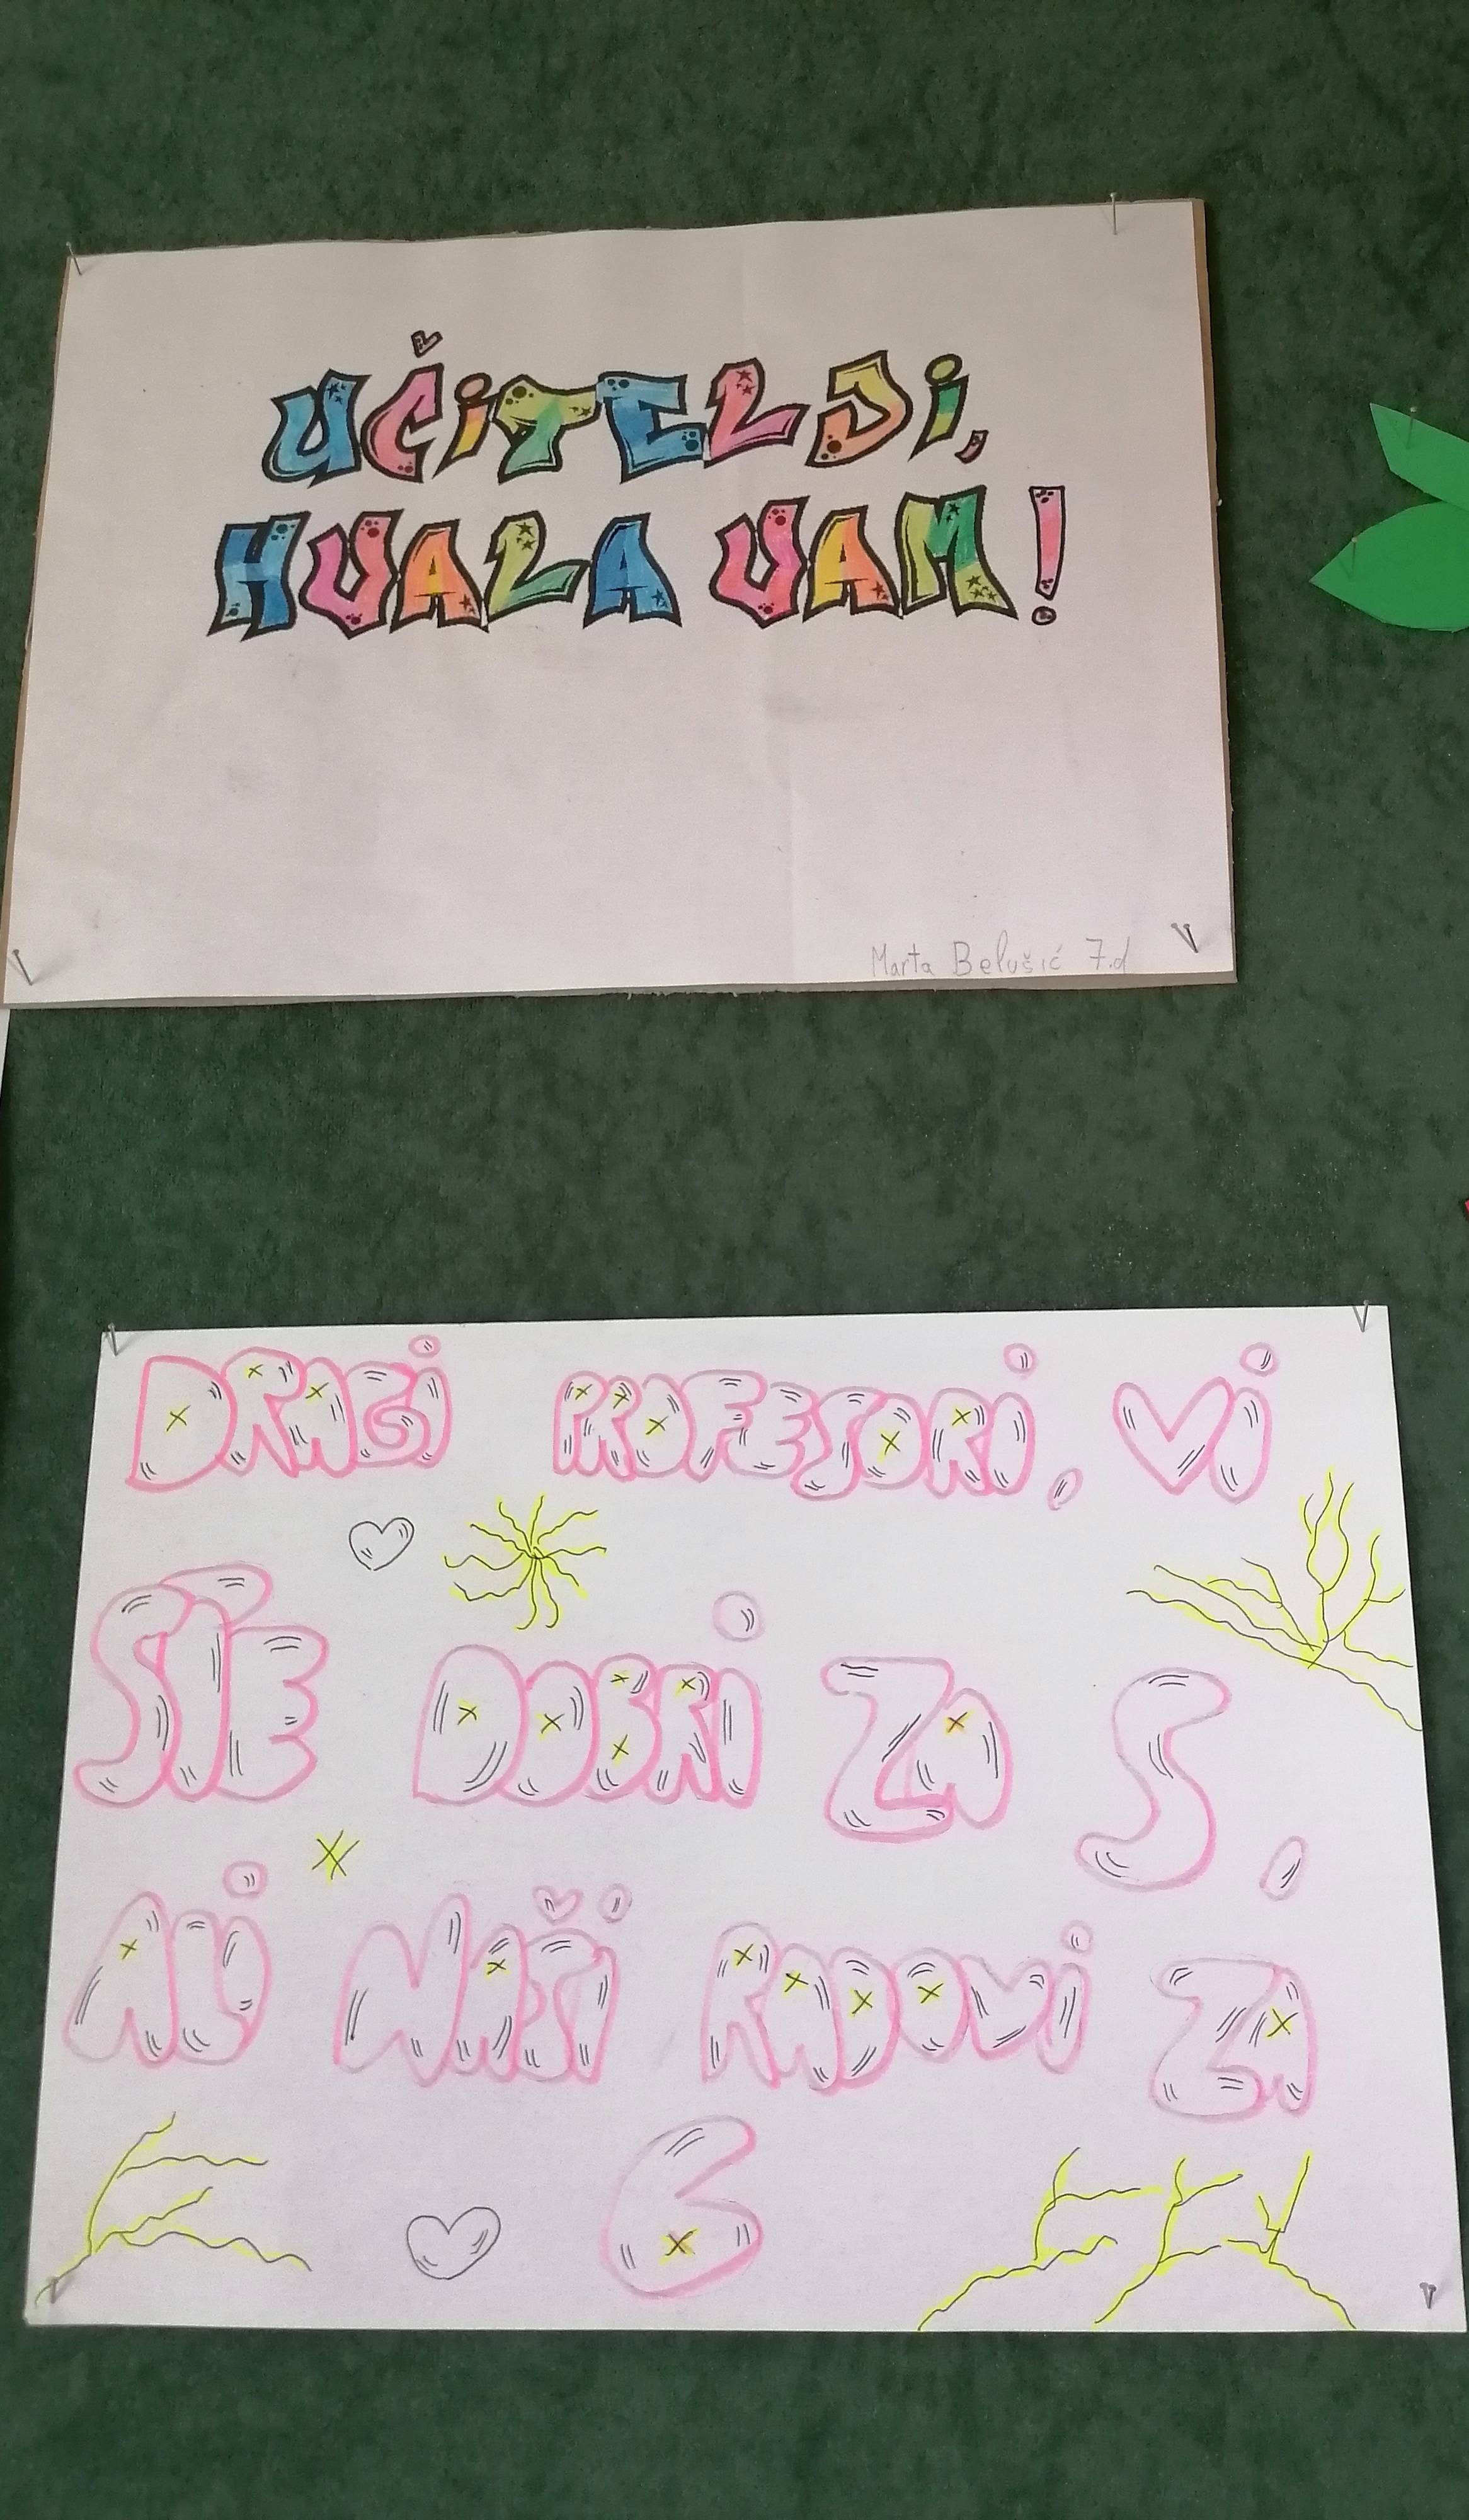 UČiTELJi,
HVALA VAM!
Marta Belušić 7.d
DRAGi PROFESORi, Vi
STE DOBRi ZA 5,
ALi NAŠi RADOVi ZA
6